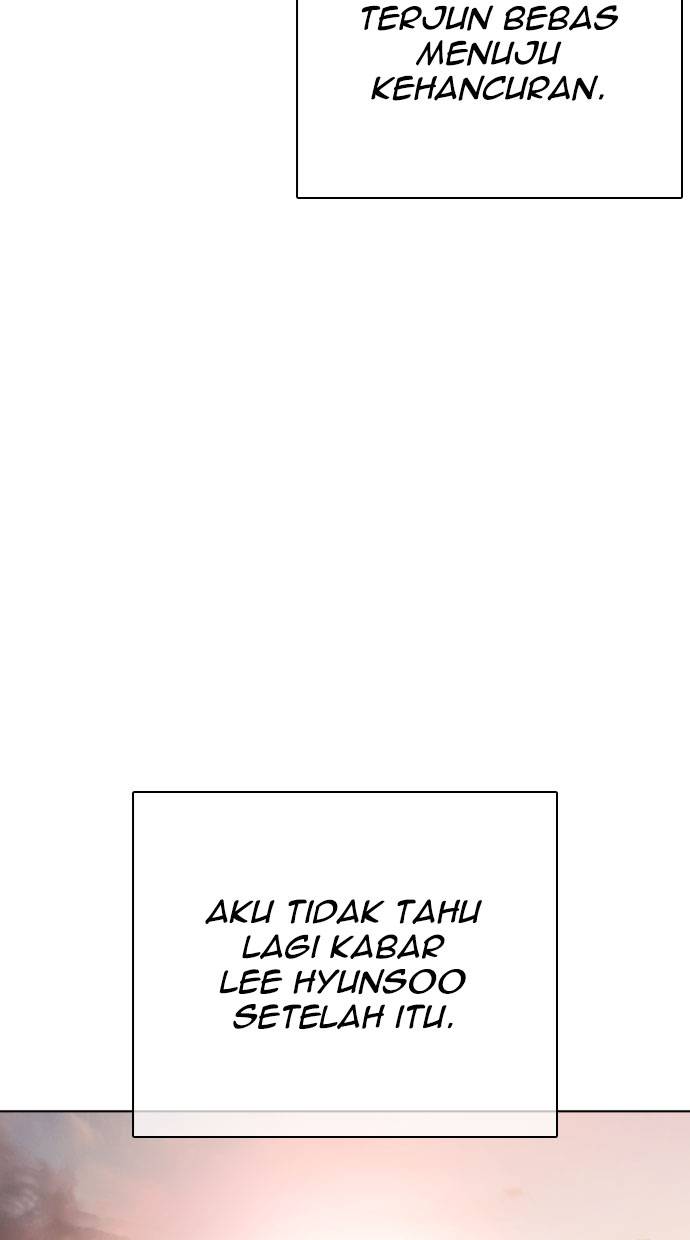 TERJUN BEBAS
MENUJU
KEHANCURAN.
AKU TIDAK TAHU
LAGI KABAR
LEE HYUNSOO
SETELAH ITU.